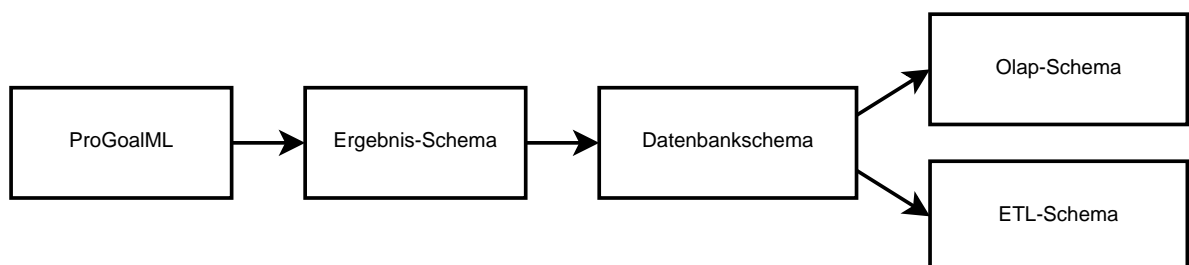 ProGoalML
Ergebnis-Schema
Datenbankschema
Olap-Schema
ETL-Schema